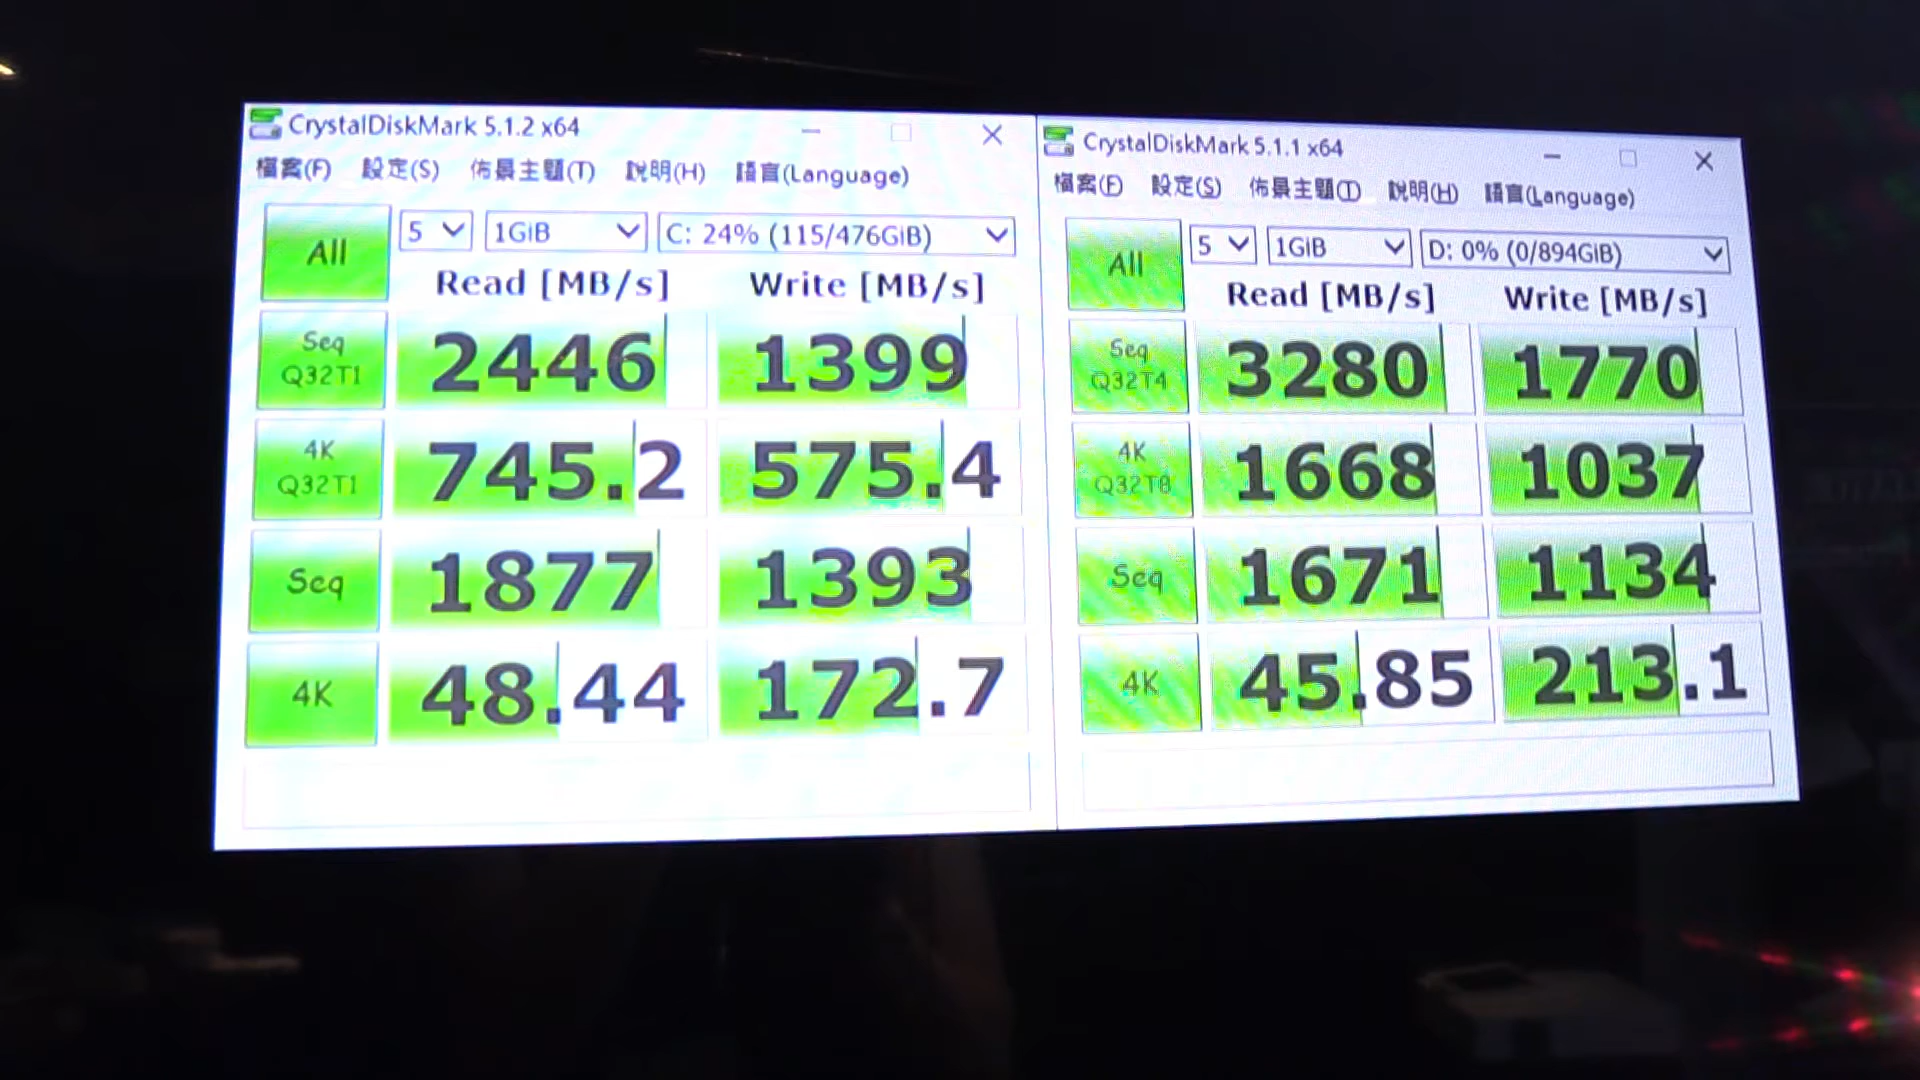 CrystalDiskMark 5.1.2 x64
檔案(F) 設定(S) 佈景主題(T) 說明(H) 語言(Language)
All 5 1GiB C: 24% (115/476GiB)
Read [MB/s] Write [MB/s]
Seq
Q32T1 2446 1399
4K
Q32T1 745.2 575.4
Seq 1877 1393
4K 48.44 172.7
CrystalDiskMark 5.1.1 x64
檔案(F) 設定(S) 佈景主題(T) 說明(H) 語言(Language)
All 5 1GiB D: 0% (0/894GiB)
Read [MB/s] Write [MB/s]
Seq
Q32T4 3280 1770
4K
Q32T8 1668 1037
Seq 1671 1134
4K 45.85 213.1